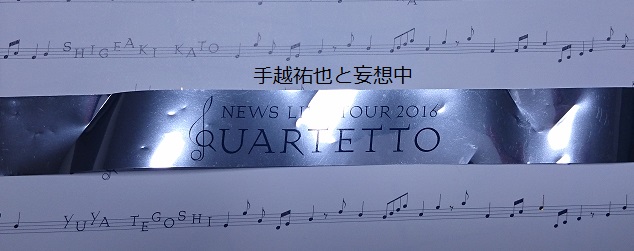 SHIGEAKI KATO
手越祐也と妄想中
NEWS LIVE TOUR 2016
QUARTETTO
YUYA TEGOSHI